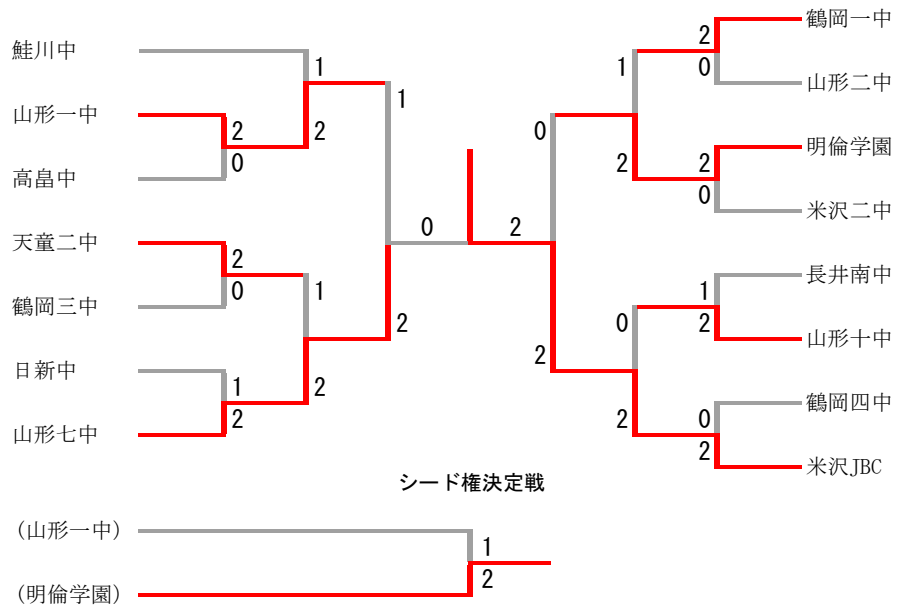 鮭川中
山形一中
高畠中
天童二中
鶴岡三中
日新中
山形七中
1
2
2
0
2
0
1
2
1
2
1
2
0
2
0
2
1
2
0
2
2
0
2
0
1
2
0
2
鶴岡一中
山形二中
明倫学園
米沢二中
長井南中
山形十中
鶴岡四中
米沢JBC
シード権決定戦
(山形一中)
(明倫学園)
1
2